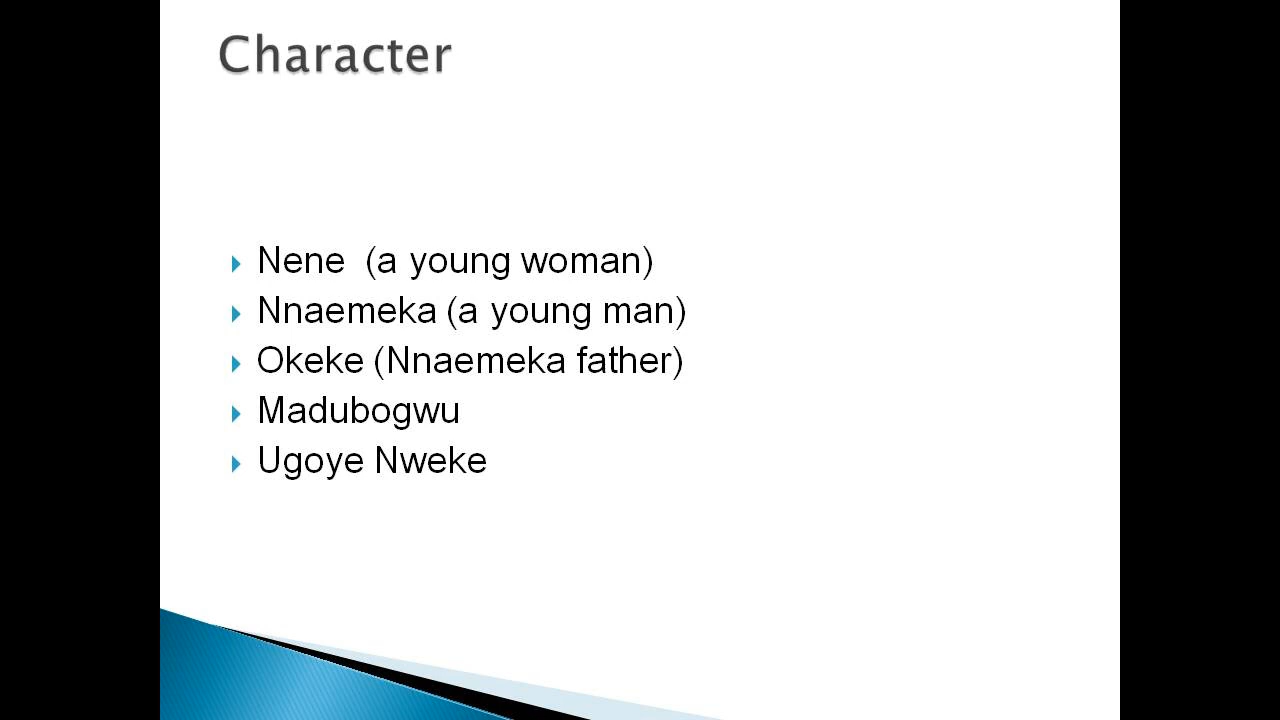 Character
Nene  (a young woman)
Nnaemeka (a young man)
Okeke (Nnaemeka father)
Madubogwu
Ugoye Nweke